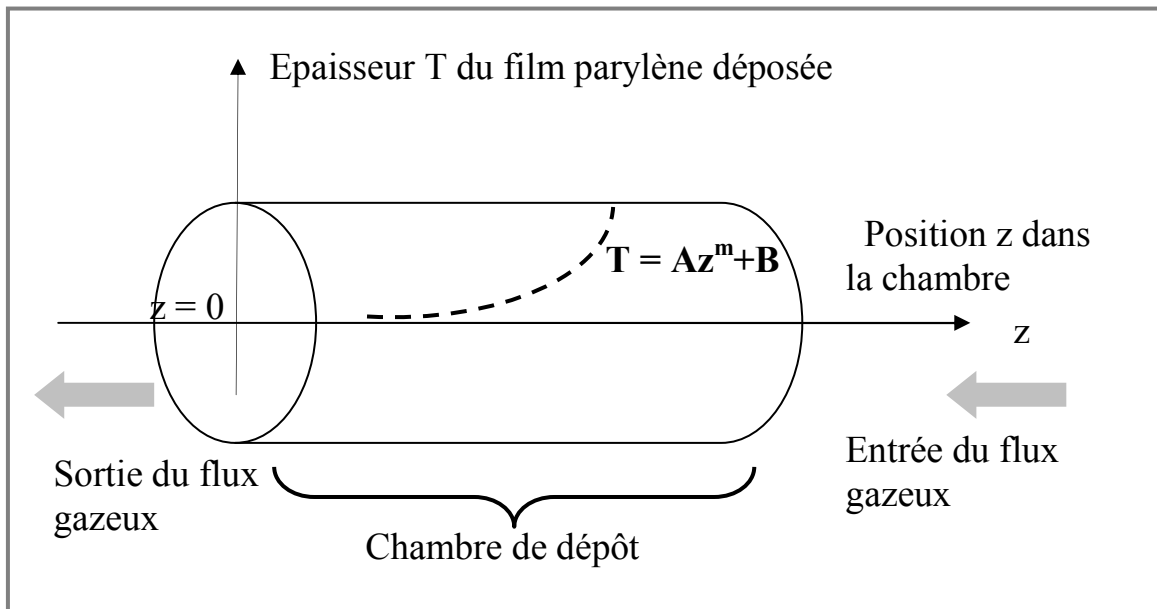 Epaisseur T du film parylène déposée
T = Az^m+B
Position z dans
la chambre
z = 0
z
Sortie du flux
gazeux
Entrée du flux
gazeux
Chambre de dépôt